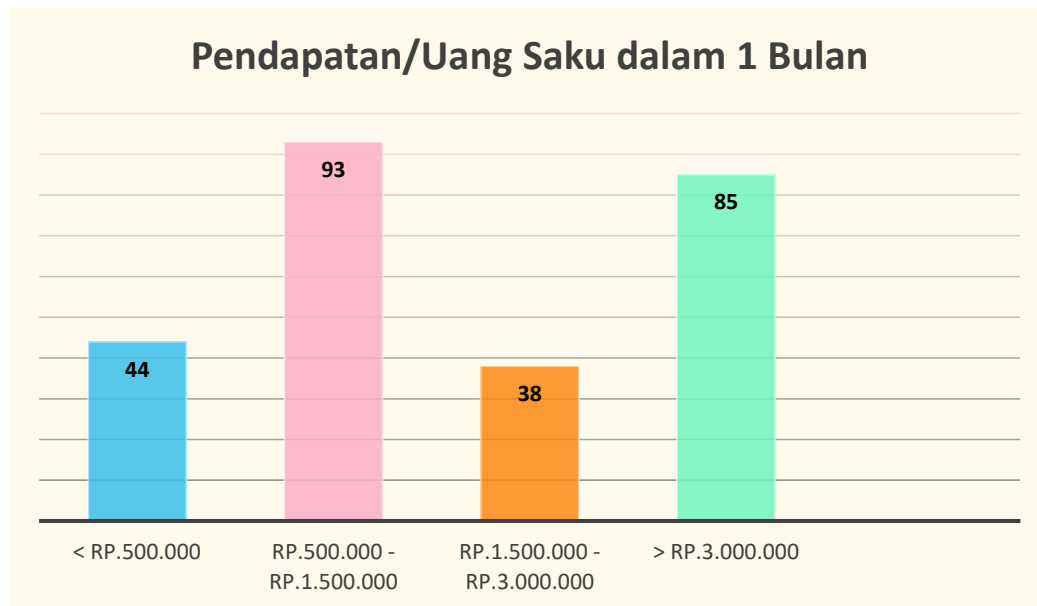 Pendapatan/Uang Saku dalam 1 Bulan
93
85
44
38
< RP.500.000
RP.500.000 -
RP.1.500.000
RP.1.500.000 -
RP.3.000.000
> RP.3.000.000